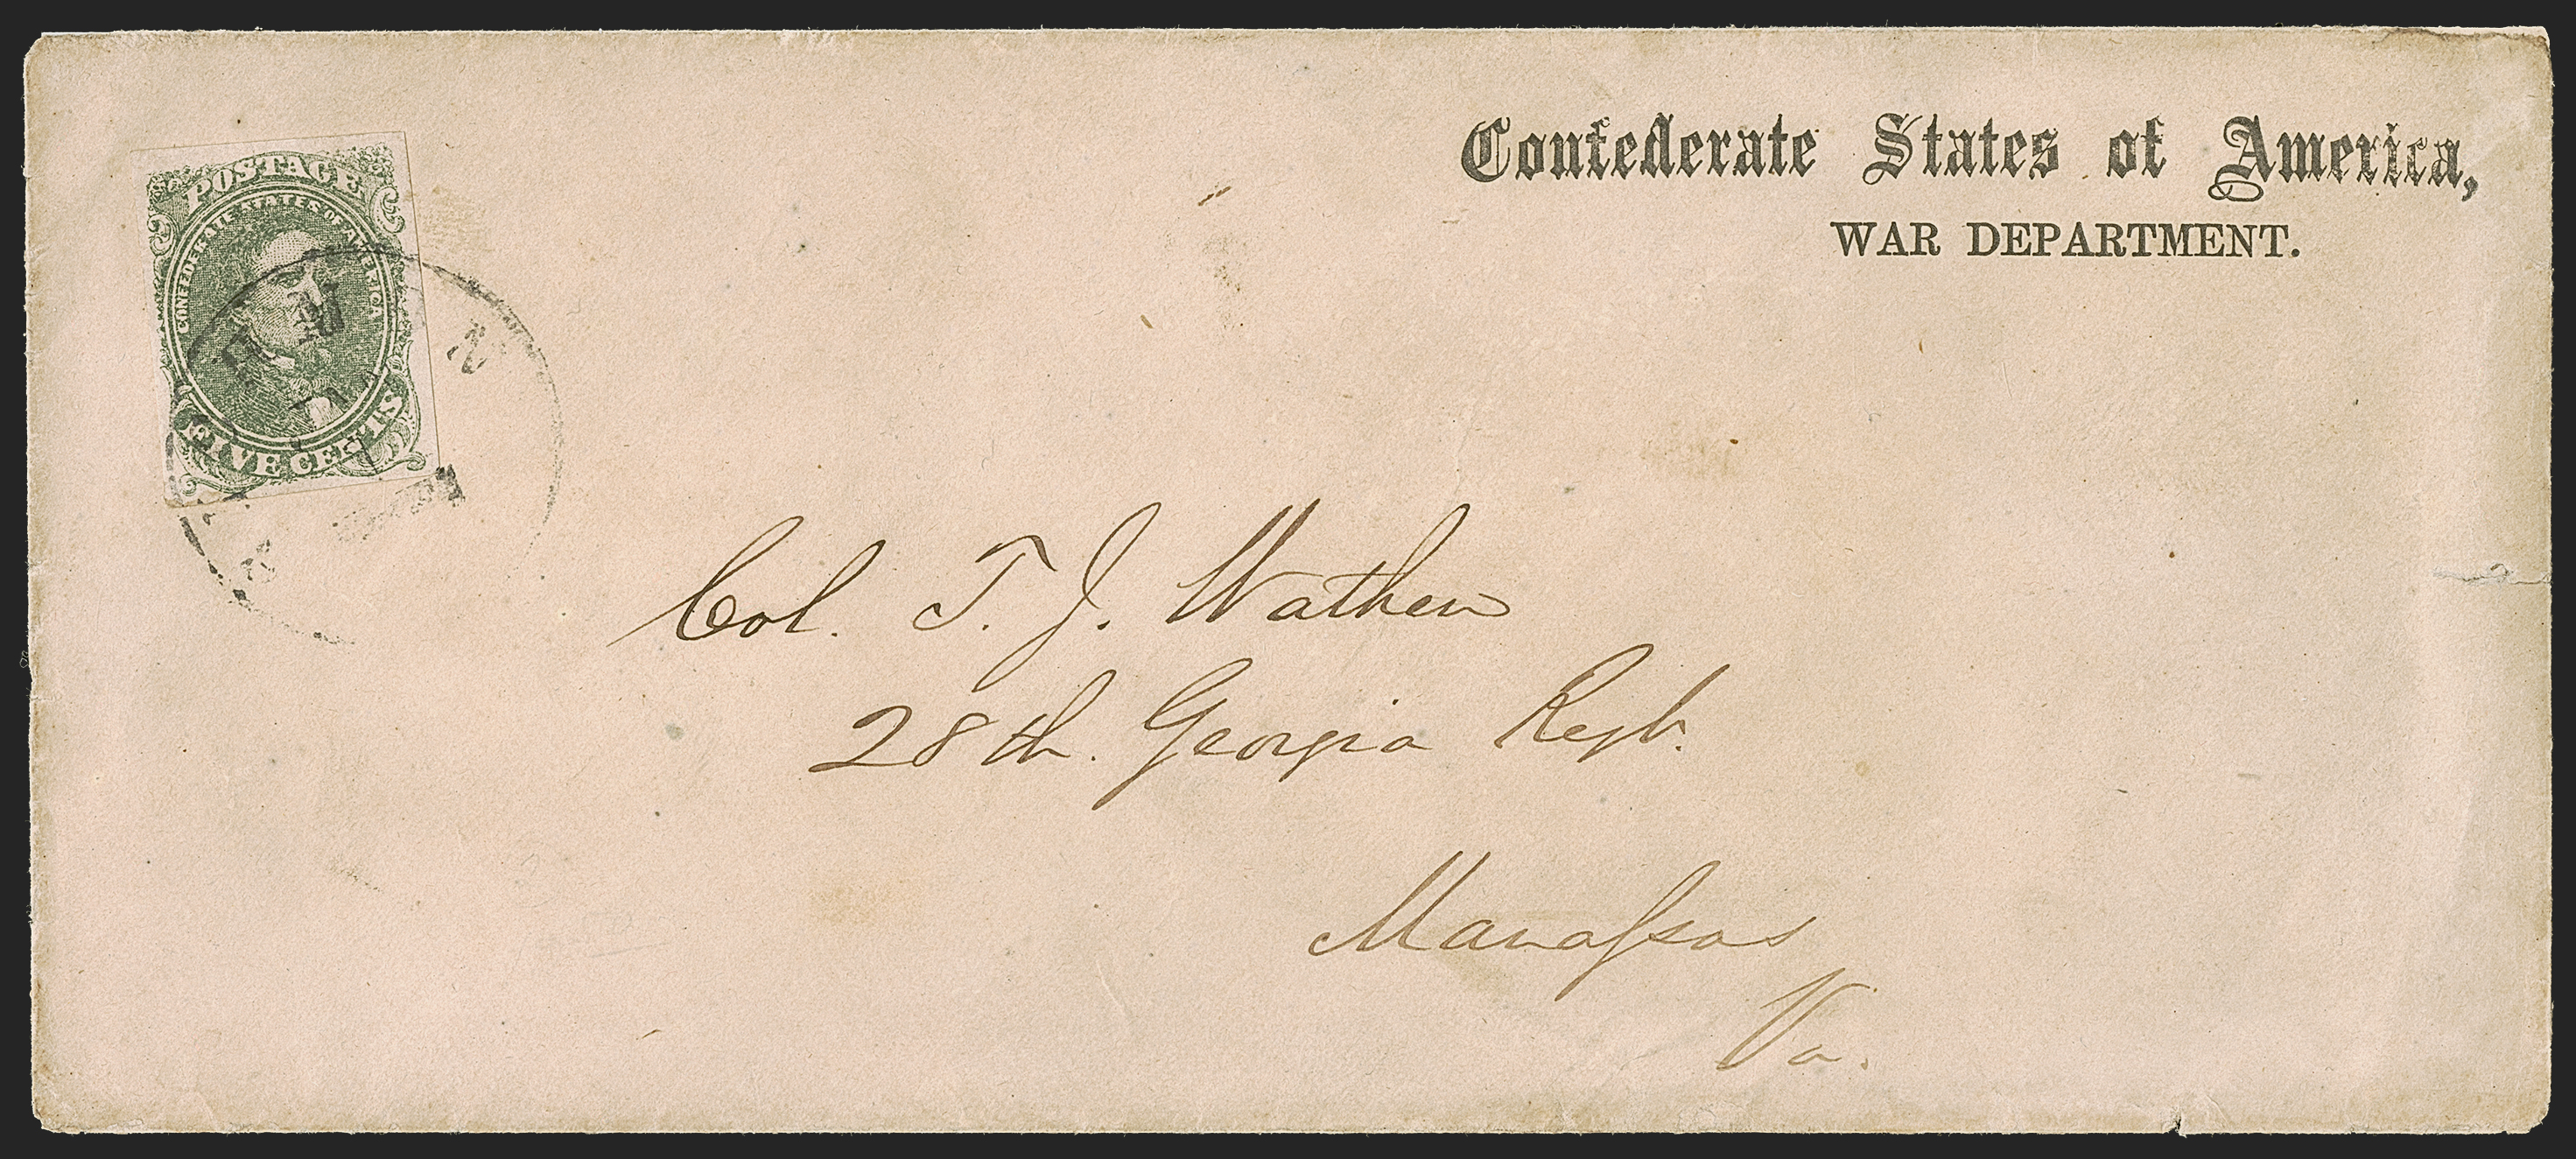 POSTAGE
CONFEDERATE STATES OF AMERICA
FIVE CENTS
Confederate States of America,
WAR DEPARTMENT.
Col. T. J. Wathen
28th. Georgia Regt.
Manassas
Va.